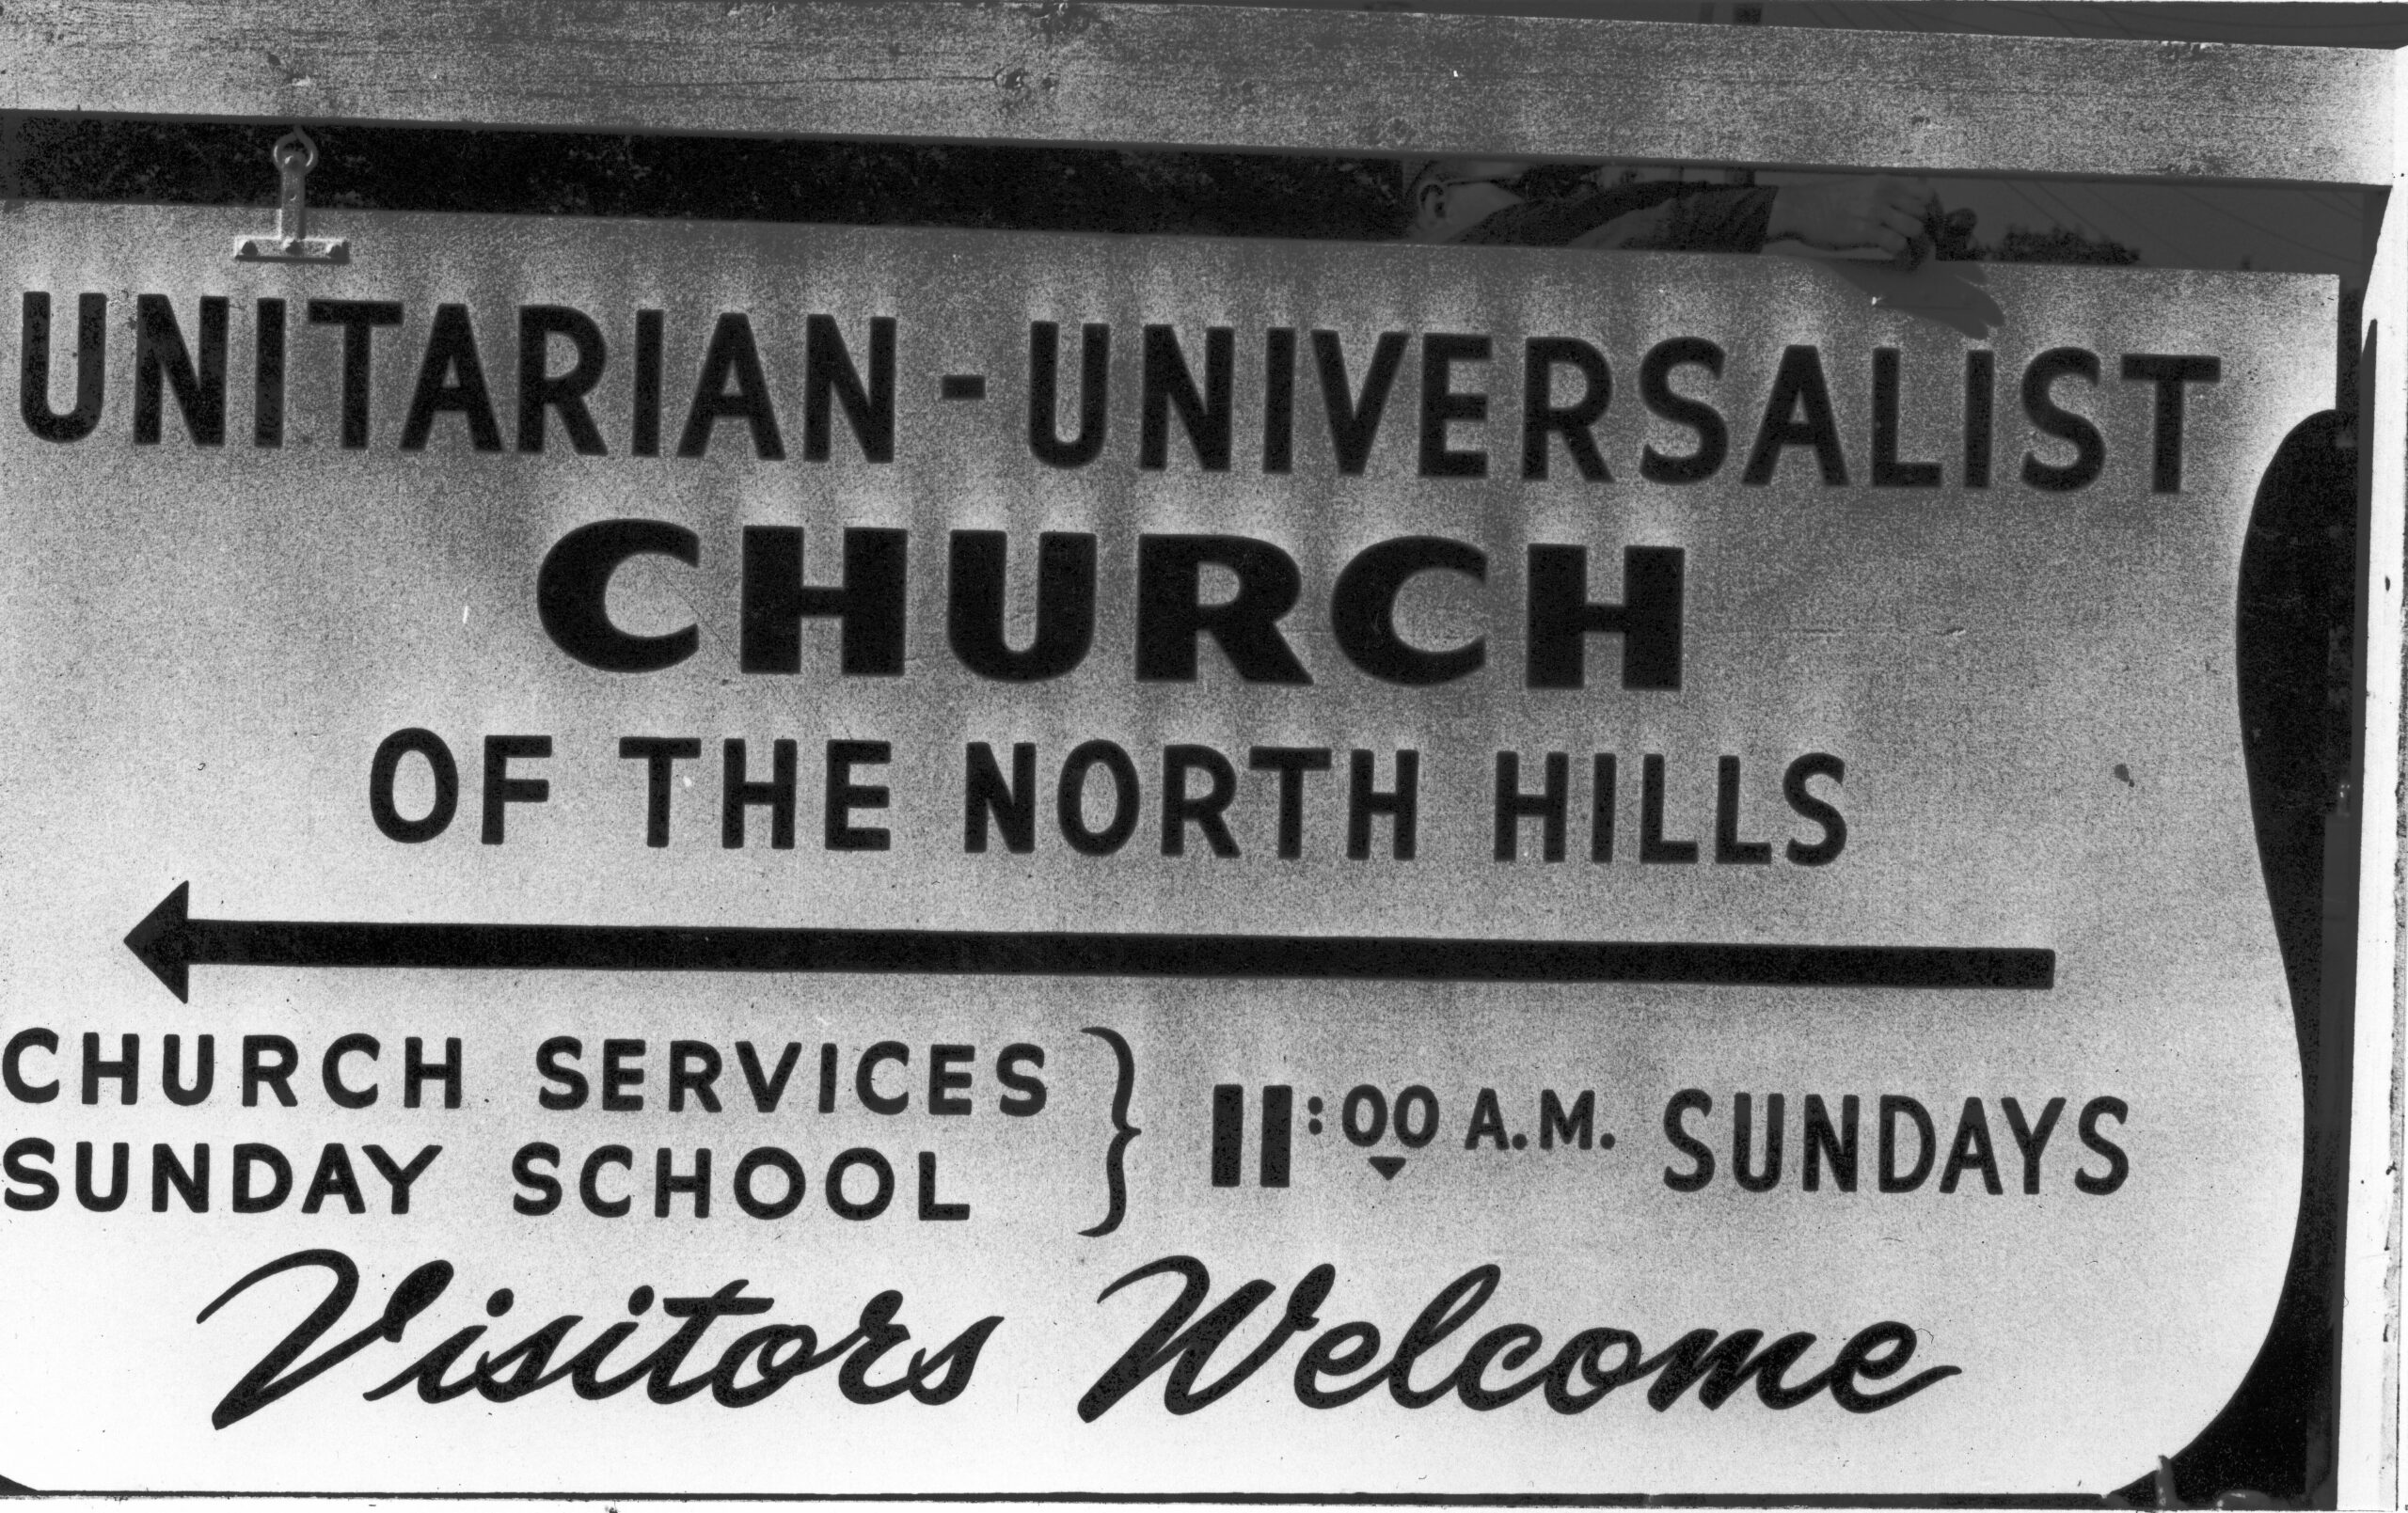 UNITARIAN-UNIVERSALIST
CHURCH
OF THE NORTH HILLS
CHURCH SERVICES
SUNDAY SCHOOL } 11:00 A.M. SUNDAYS
Visitors Welcome